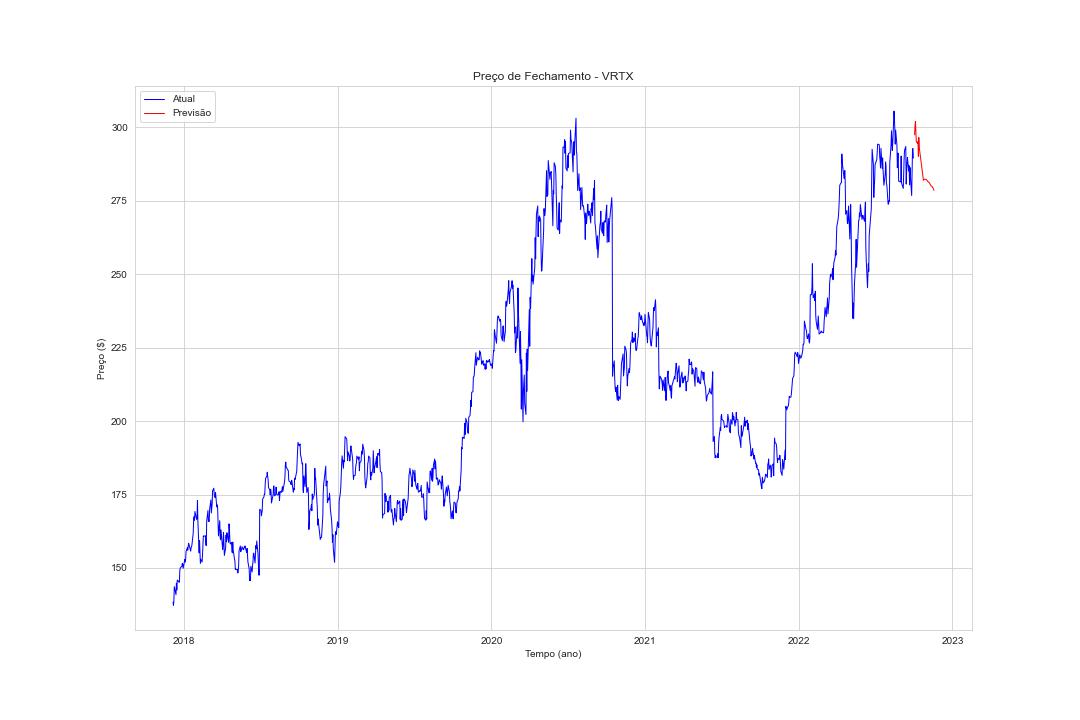 Preço de Fechamento - VRTX
Atual
Previsão
300
275
250
225
200
175
150
Preço ($)
2018 2019 2020 2021 2022 2023
Tempo (ano)